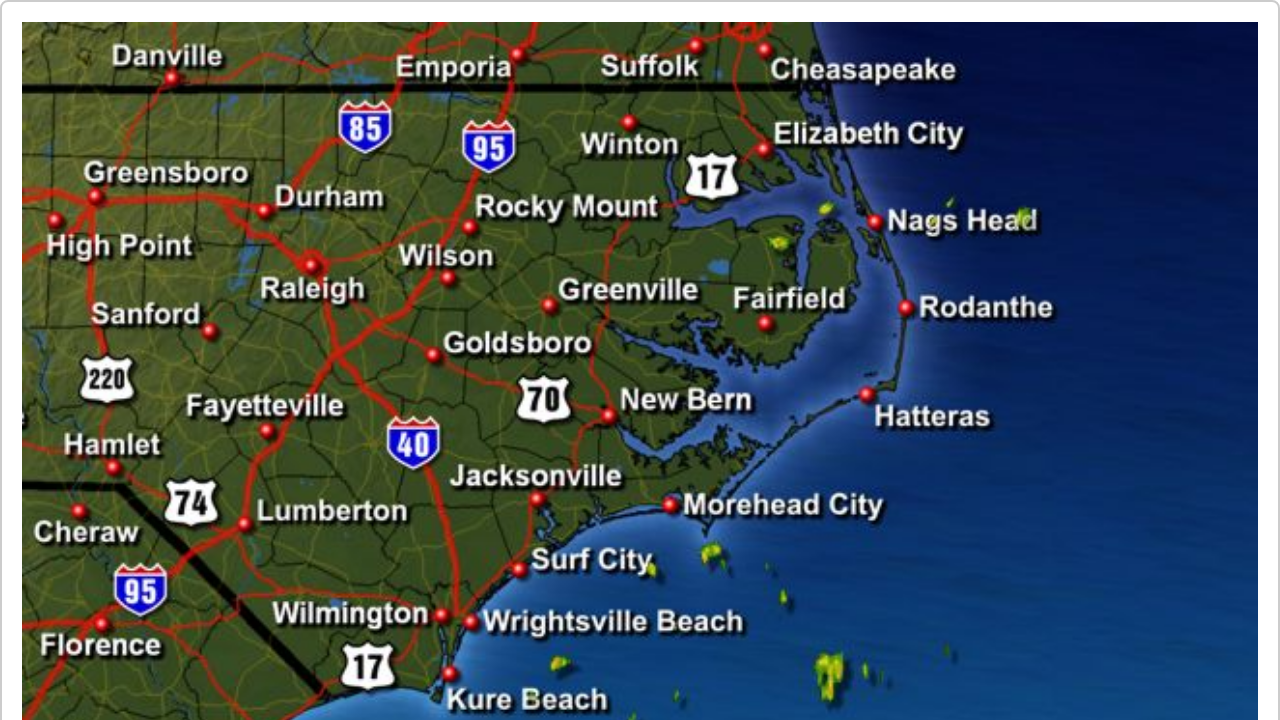 Danville
Emporia
Suffolk
Cheasapeake
85
95
Winton
Elizabeth City
17
Greensboro
Durham
Rocky Mount
Nags Head
High Point
Wilson
Raleigh
Greenville
Fairfield
Sanford
Rodanthe
Goldsboro
220
70
New Bern
Fayetteville
Hatteras
40
Hamlet
Jacksonville
74
Lumberton
Morehead City
Cheraw
Surf City
95
Wilmington
Wrightsville Beach
Florence
17
Kure Beach